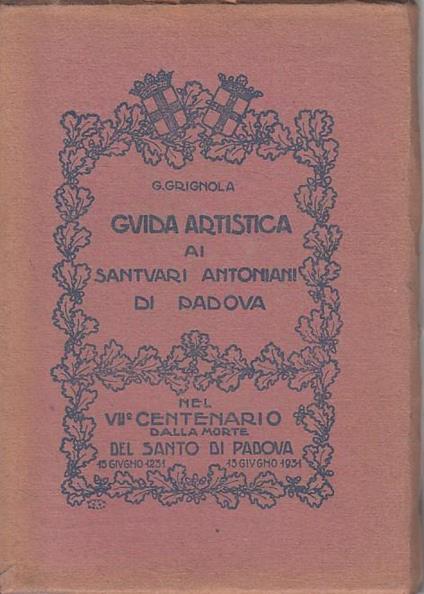 G. GRIGNOLA
GVIDA ARTISTICA
AI
SANTVARI ANTONIANI
DI PADOVA
NEL
VII° CENTENARIO
DALLA MORTE
DEL SANTO DI PADOVA
13 GIVGNO 1231 13 GIVGNO 1931